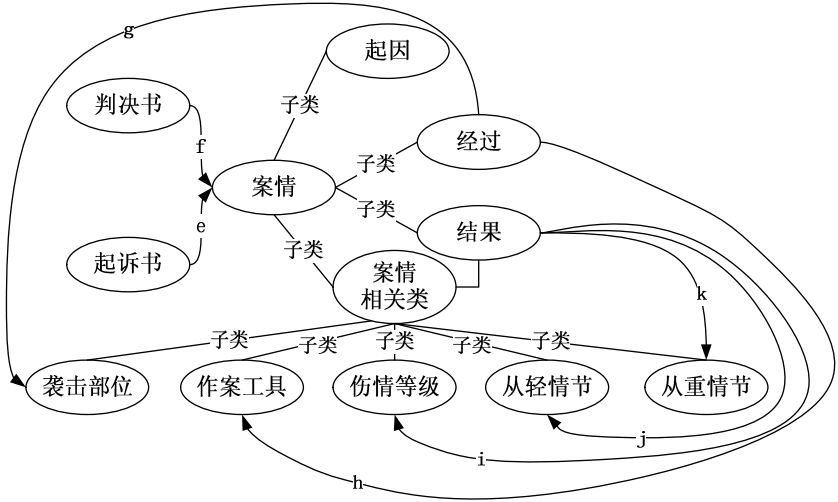 g
起因
判决书
子类
经过
f
子类
案情
子类
e
结果
起诉书
子类
案情
相关类
k
子类
子类
子类
子类
子类
袭击部位
作案工具
伤情等级
从轻情节
从重情节
j
i
h